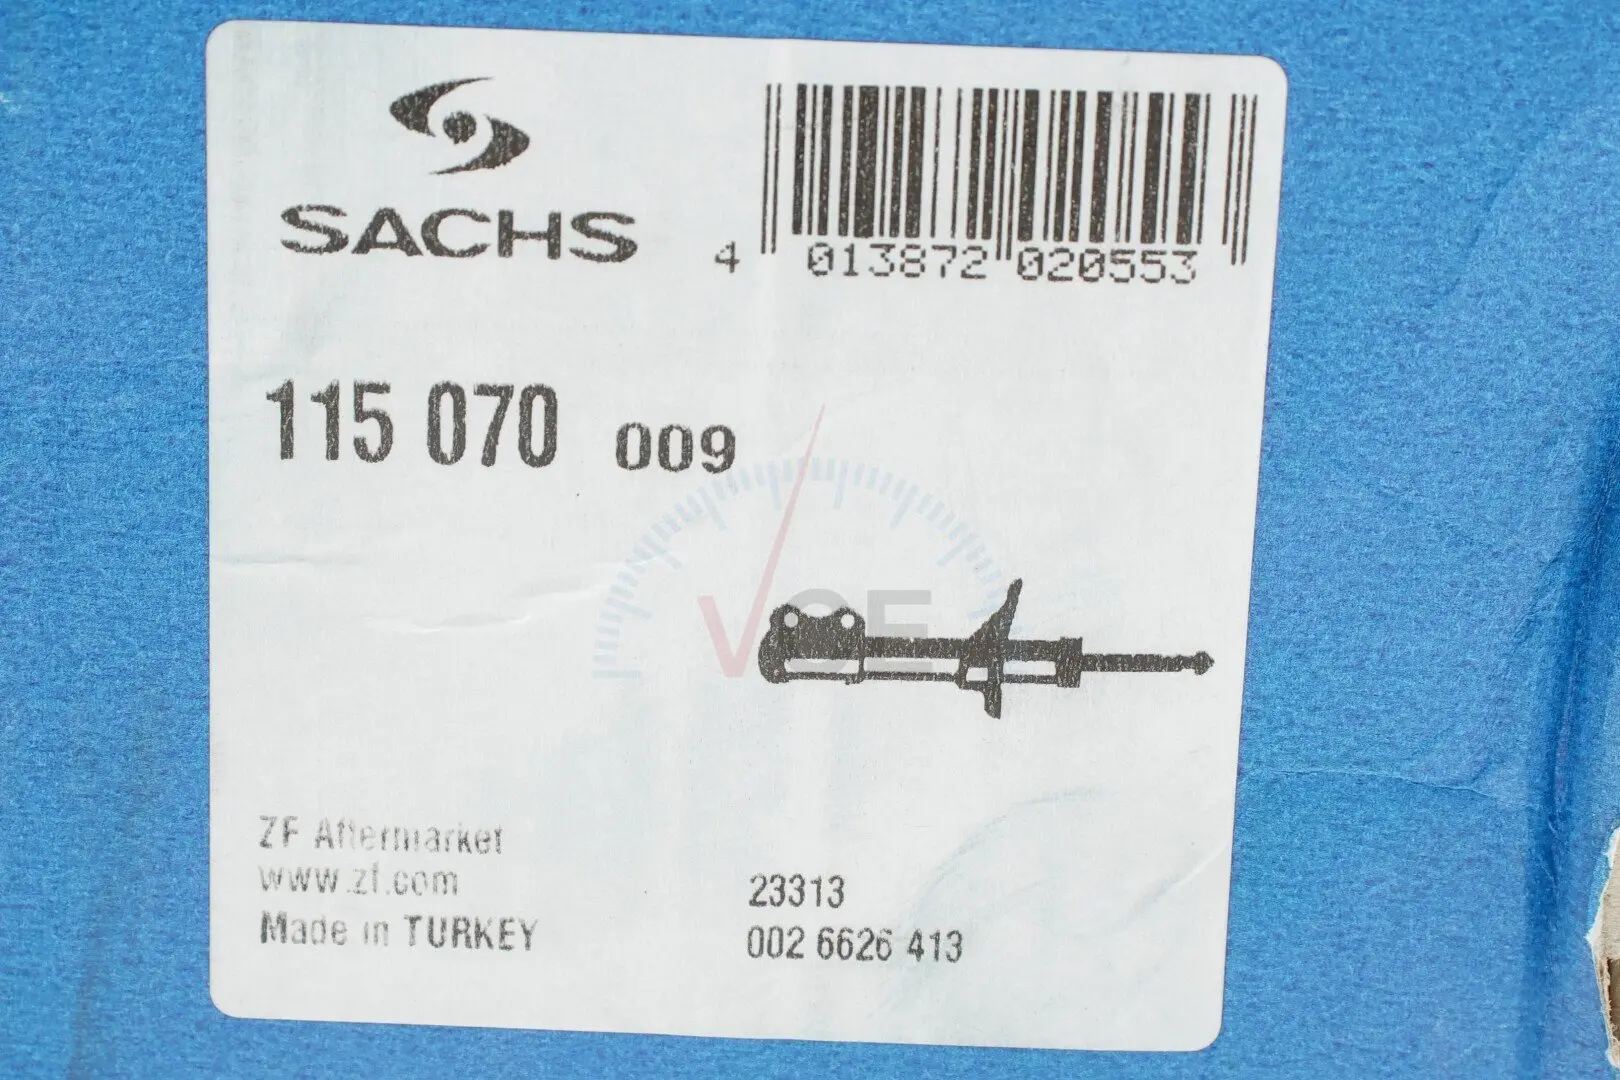 SACHS
4 013872 020553
115 070 009
VSE
ZF Aftermarket
www.zf.com
Made in TURKEY
23313
002 6626 413